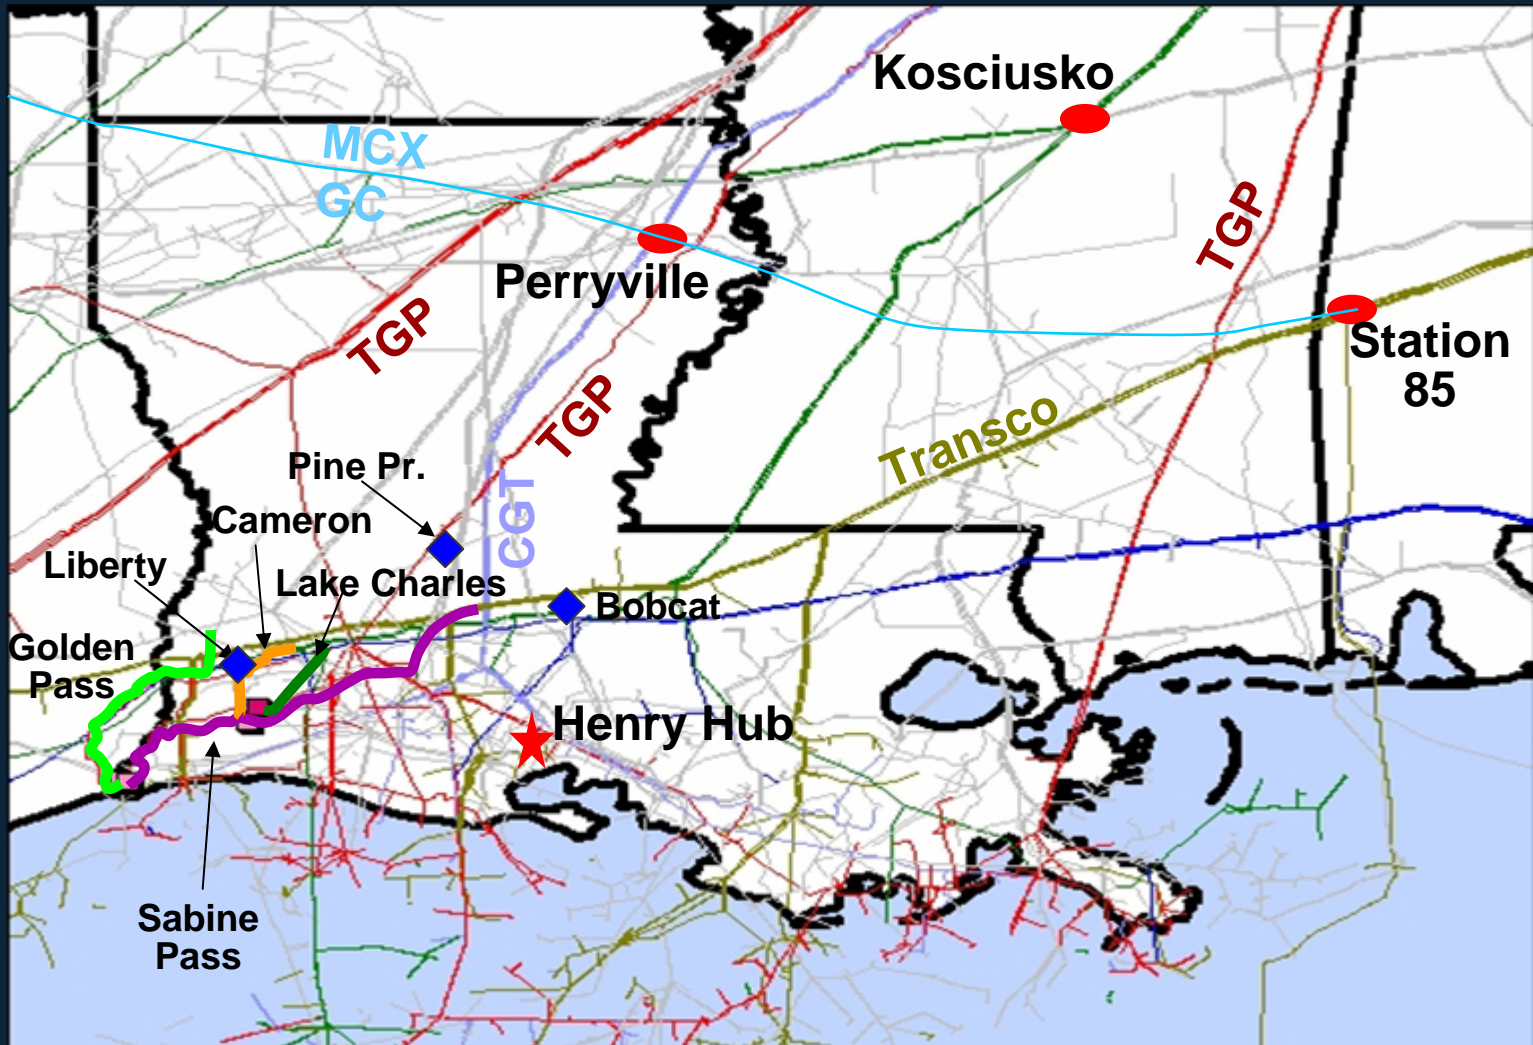 Kosciusko
MCX
GC
TGP
Perryville
TGP
Station
85
TGP
Transco
Pine Pr.
CGT
Cameron
Liberty
Lake Charles
Bobcat
Golden
Pass
Henry Hub
Sabine
Pass